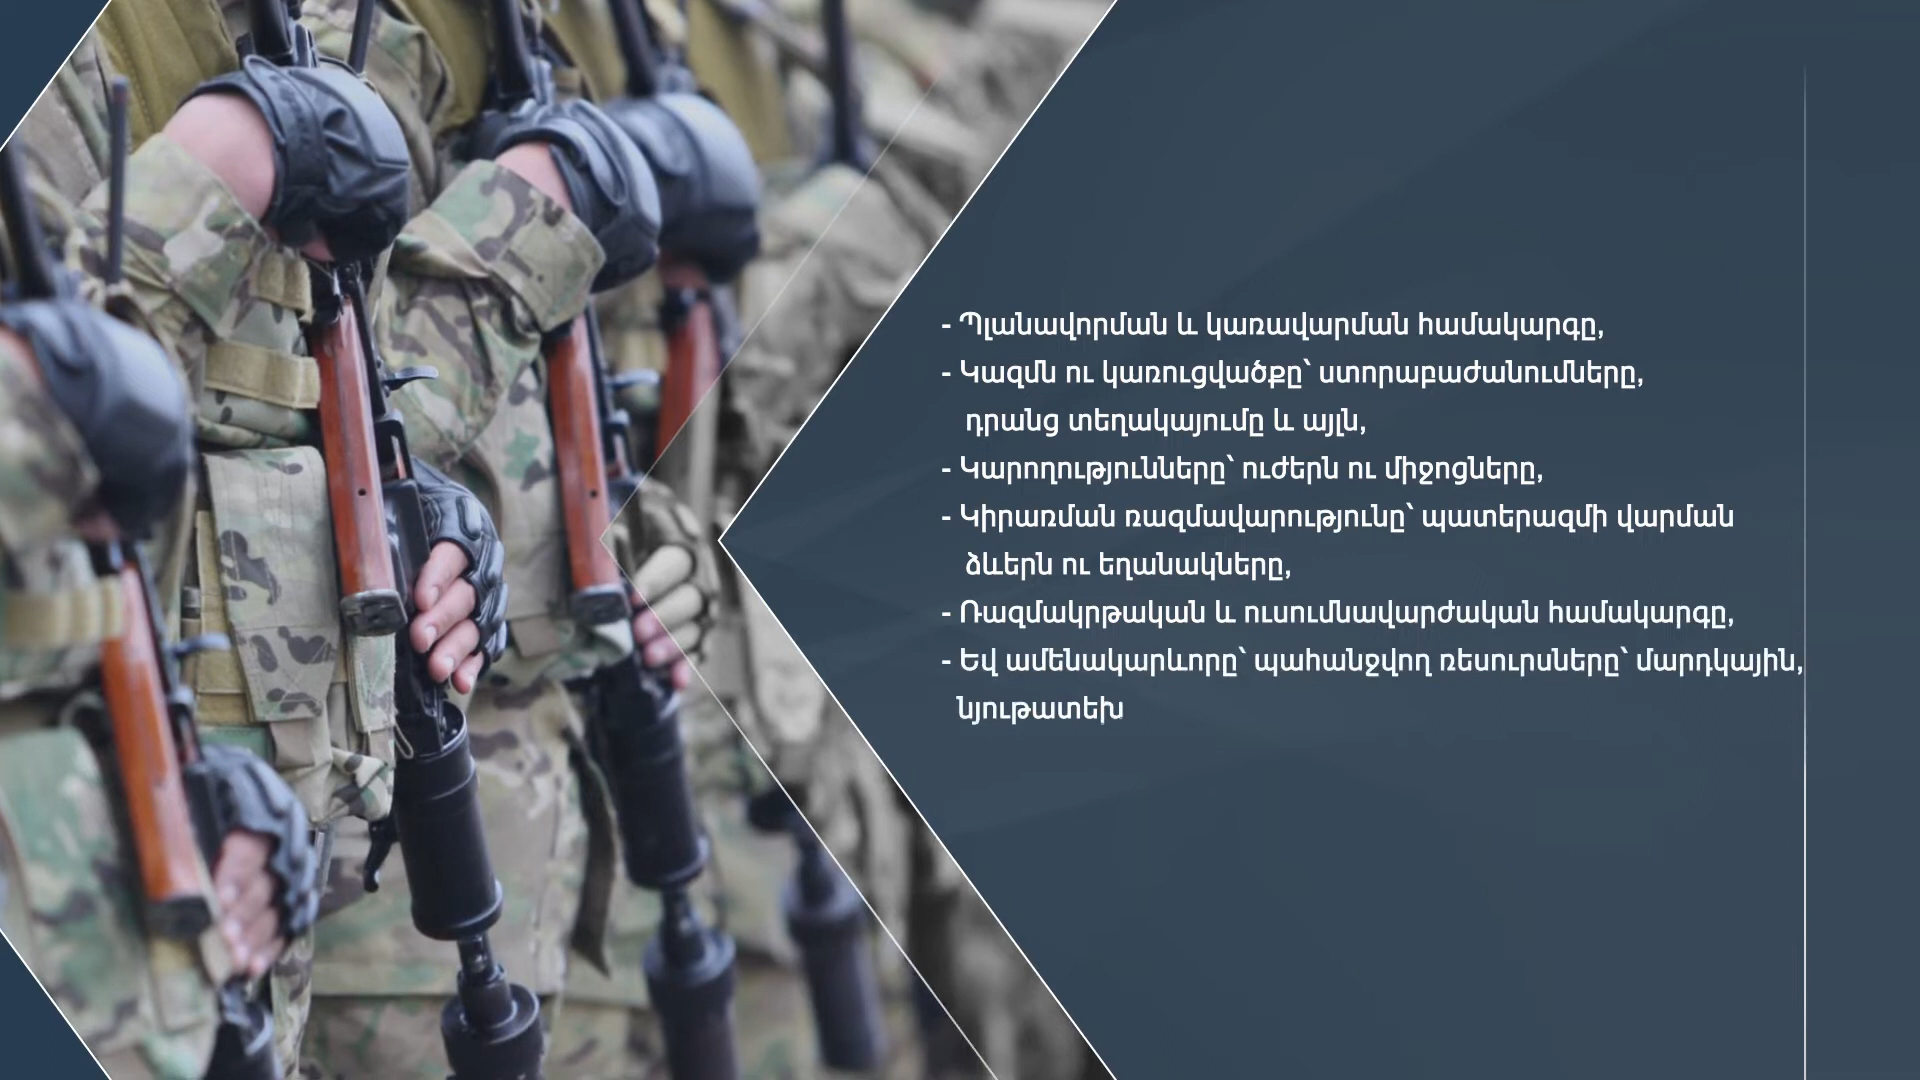 - Պլանավորման և կառավարման համակարգը,
- Կազմն ու կառուցվածքը՝ ստորաբաժանումները,
դրանց տեղակայումը և այլն,
- Կարողությունները՝ ուժերն ու միջոցները,
- Կիրառման ռազմավարությունը՝ պատերազմի վարման
ձևերն ու եղանակները,
- Ռազմակրթական և ուսումնավարժական համակարգը,
- Եվ ամենակարևորը՝ պահանջվող ռեսուրսները՝ մարդկային,
նյութատեխ